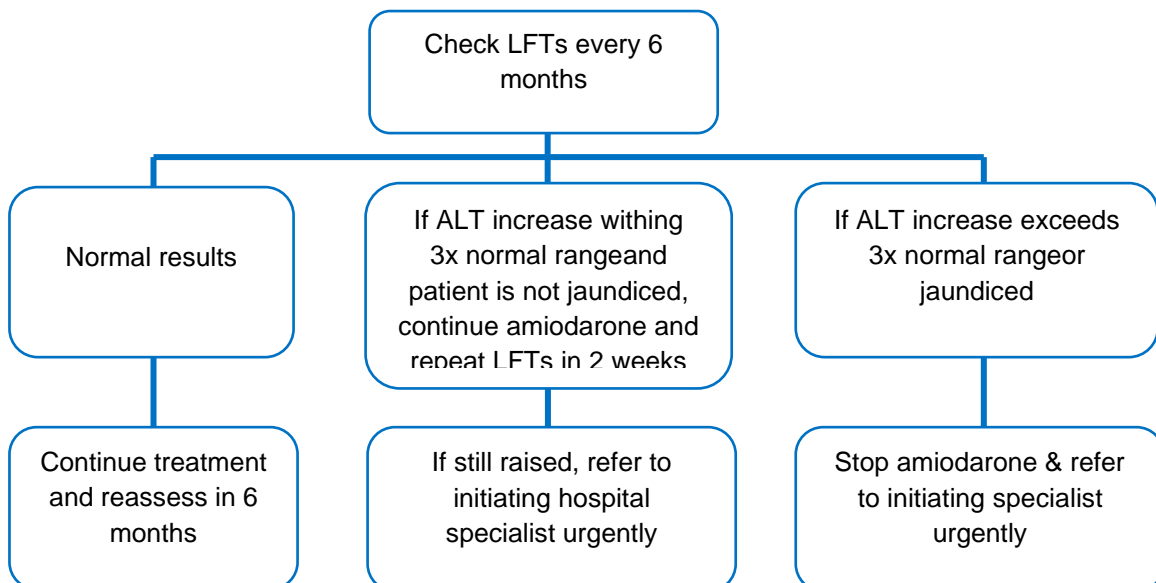 Check LFTs every 6
months
Normal results
If ALT increase withing
3x normal rangeand
patient is not jaundiced,
continue amiodarone and
repeat LFTs in 2 weeks
If ALT increase exceeds
3x normal rangeor
jaundiced
Continue treatment
and reassess in 6
months
If still raised, refer to
initiating hospital
specialist urgently
Stop amiodarone & refer
to initiating specialist
urgently